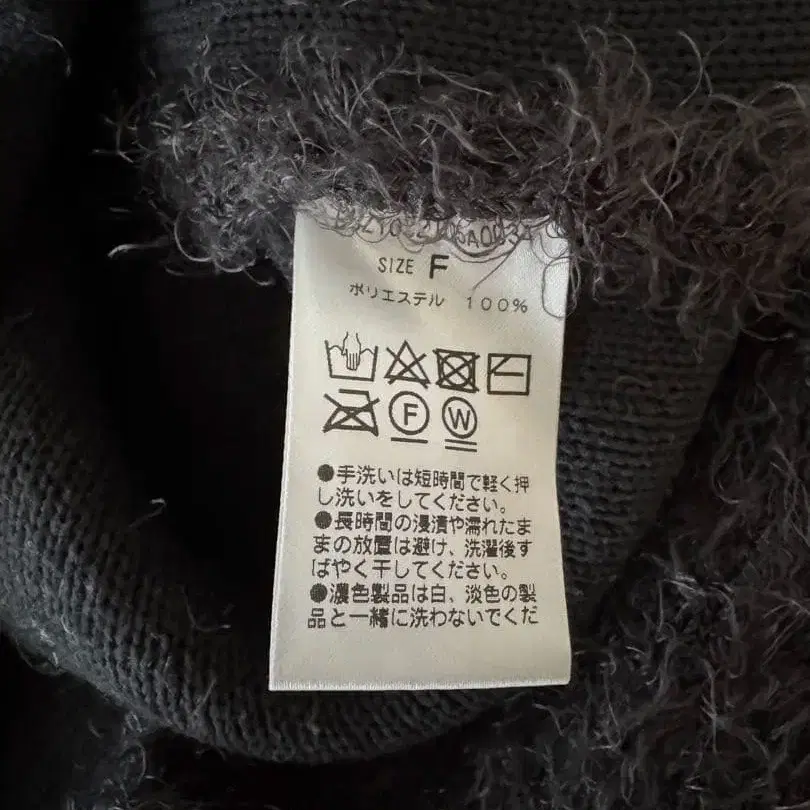 SIZE F
ポリエステル 100%
F W
●手洗いは短時間で軽く押
し洗いをしてください。
●長時間の浸漬や濡れたま
まの放置は避け、洗濯後す
ばやく干してください。
●濃色製品は白、淡色の製
品と一緒に洗わないでくだ